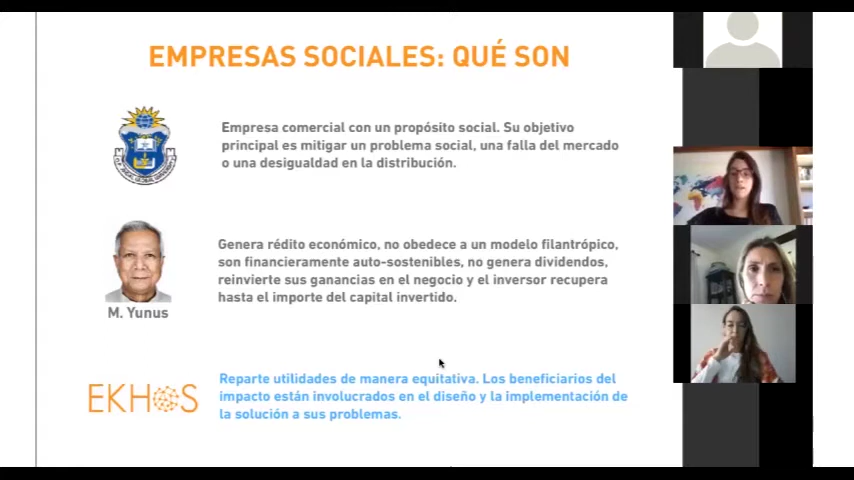 EMPRESAS SOCIALES: QUÉ SON
Empresa comercial con un propósito social. Su objetivo
principal es mitigar un problema social, una falla del mercado
o una desigualdad en la distribución.
Genera rédito económico, no obedece a un modelo filantrópico,
son financieramente auto-sostenibles, no genera dividendos,
reinvierte sus ganancias en el negocio y el inversor recupera
hasta el importe del capital invertido.
M. Yunus
EKHOS
Reparte utilidades de manera equitativa. Los beneficiarios del
impacto están involucrados en el diseño y la implementación de
la solución a sus problemas.